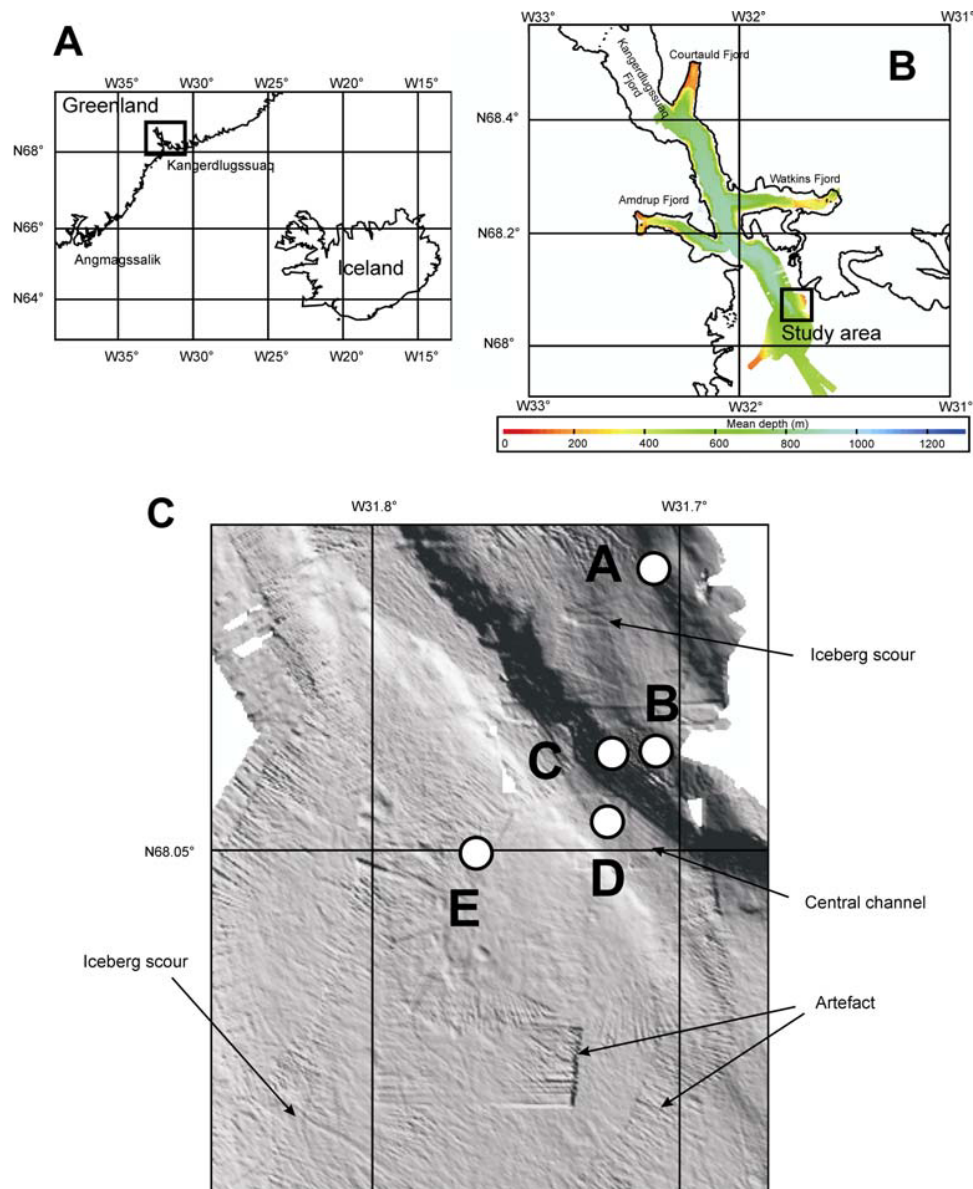 A
W35° W30° W25° W20° W15°
Greenland
N68°
Kangerdlugssuaq
N66°
Angmagssalik
Iceland
N64°
W35° W30° W25° W20° W15°
W33° W32° W31°
B
Kangerdlugssuaq
Fjord
Courtauld Fjord
N68.4°
Watkins Fjord
Amdrup Fjord
N68.2°
Study area
N68°
W33° W32° W31°
Mean depth (m)
0 200 400 600 800 1000 1200
C
W31.8° W31.7°
A
Iceberg scour
B
C
N68.05°
D
E
Central channel
Iceberg scour
Artefact